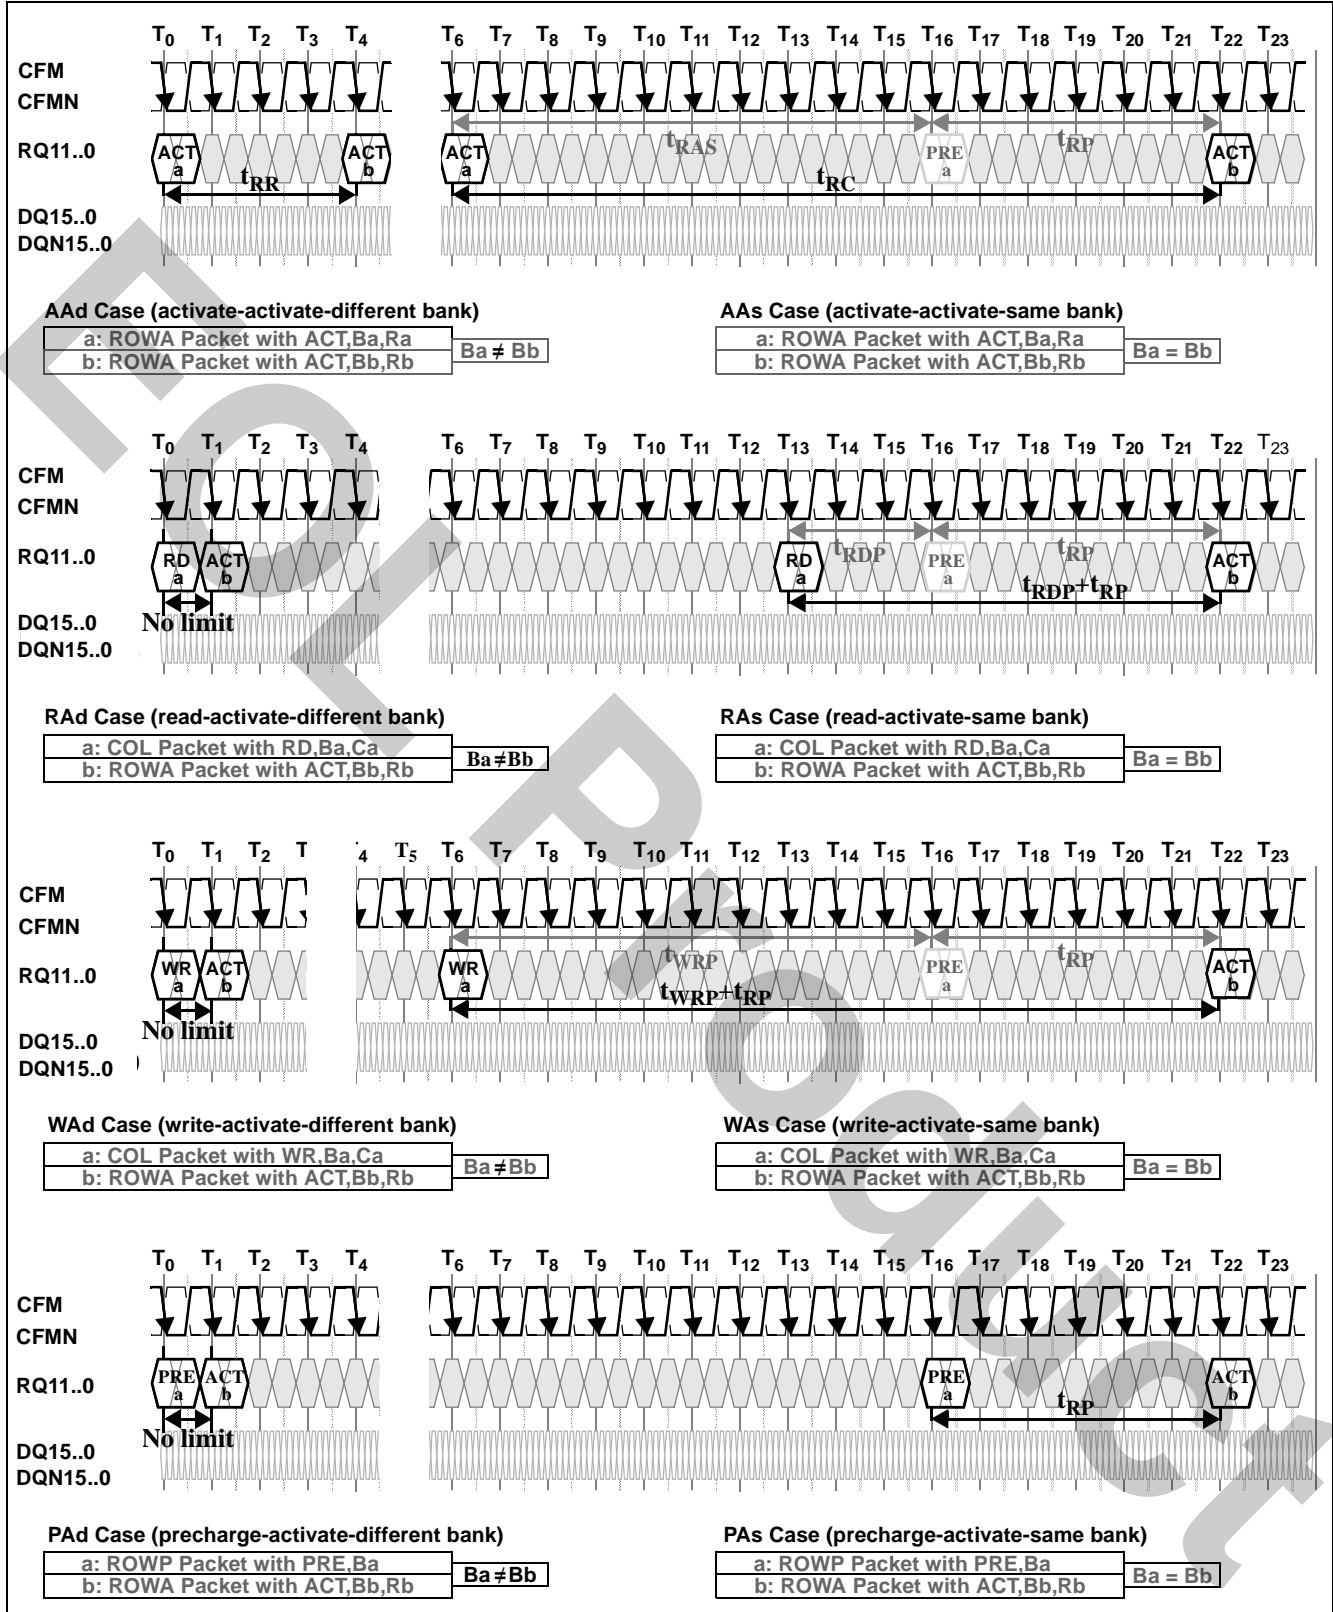 T0 T1 T2 T3 T4 T6 T7 T8 T9 T10 T11 T12 T13 T14 T15 T16 T17 T18 T19 T20 T21 T22 T23
CFM
CFMN
tRAS tRP
RQ11..0 ACT a ACT b ACT a PRE a ACT b
tRR tRC
DQ15..0
DQN15..0
AAd Case (activate-activate-different bank) AAs Case (activate-activate-same bank)
a: ROWA Packet with ACT,Ba,Ra a: ROWA Packet with ACT,Ba,Ra
Ba ≠ Bb Ba = Bb
b: ROWA Packet with ACT,Bb,Rb b: ROWA Packet with ACT,Bb,Rb
T0 T1 T2 T3 T4 T6 T7 T8 T9 T10 T11 T12 T13 T14 T15 T16 T17 T18 T19 T20 T21 T22 T23
CFM
CFMN
tRDP tRP
RQ11..0 RD a ACT b RD a PRE a ACT b
tRDP+tRP
No limit
DQ15..0
DQN15..0
RAd Case (read-activate-different bank) RAs Case (read-activate-same bank)
a: COL Packet with RD,Ba,Ca a: COL Packet with RD,Ba,Ca
Ba≠Bb Ba = Bb
b: ROWA Packet with ACT,Bb,Rb b: ROWA Packet with ACT,Bb,Rb
T0 T1 T2 T 4 T5 T6 T7 T8 T9 T10 T11 T12 T13 T14 T15 T16 T17 T18 T19 T20 T21 T22 T23
CFM
CFMN
tWRP tRP
RQ11..0 WR a ACT b WR a PRE a ACT b
tWRP+tRP
No limit
DQ15..0
DQN15..0 )
WAd Case (write-activate-different bank) WAs Case (write-activate-same bank)
a: COL Packet with WR,Ba,Ca a: COL Packet with WR,Ba,Ca
Ba≠Bb Ba = Bb
b: ROWA Packet with ACT,Bb,Rb b: ROWA Packet with ACT,Bb,Rb
T0 T1 T2 T3 T4 T6 T7 T8 T9 T10 T11 T12 T13 T14 T15 T16 T17 T18 T19 T20 T21 T22 T23
CFM
CFMN
RQ11..0 PRE a ACT b PRE a ACT b
tRP
No limit
DQ15..0
DQN15..0
PAd Case (precharge-activate-different bank) PAs Case (precharge-activate-same bank)
a: ROWP Packet with PRE,Ba a: ROWP Packet with PRE,Ba
Ba≠Bb Ba = Bb
b: ROWA Packet with ACT,Bb,Rb b: ROWA Packet with ACT,Bb,Rb
EOL Product